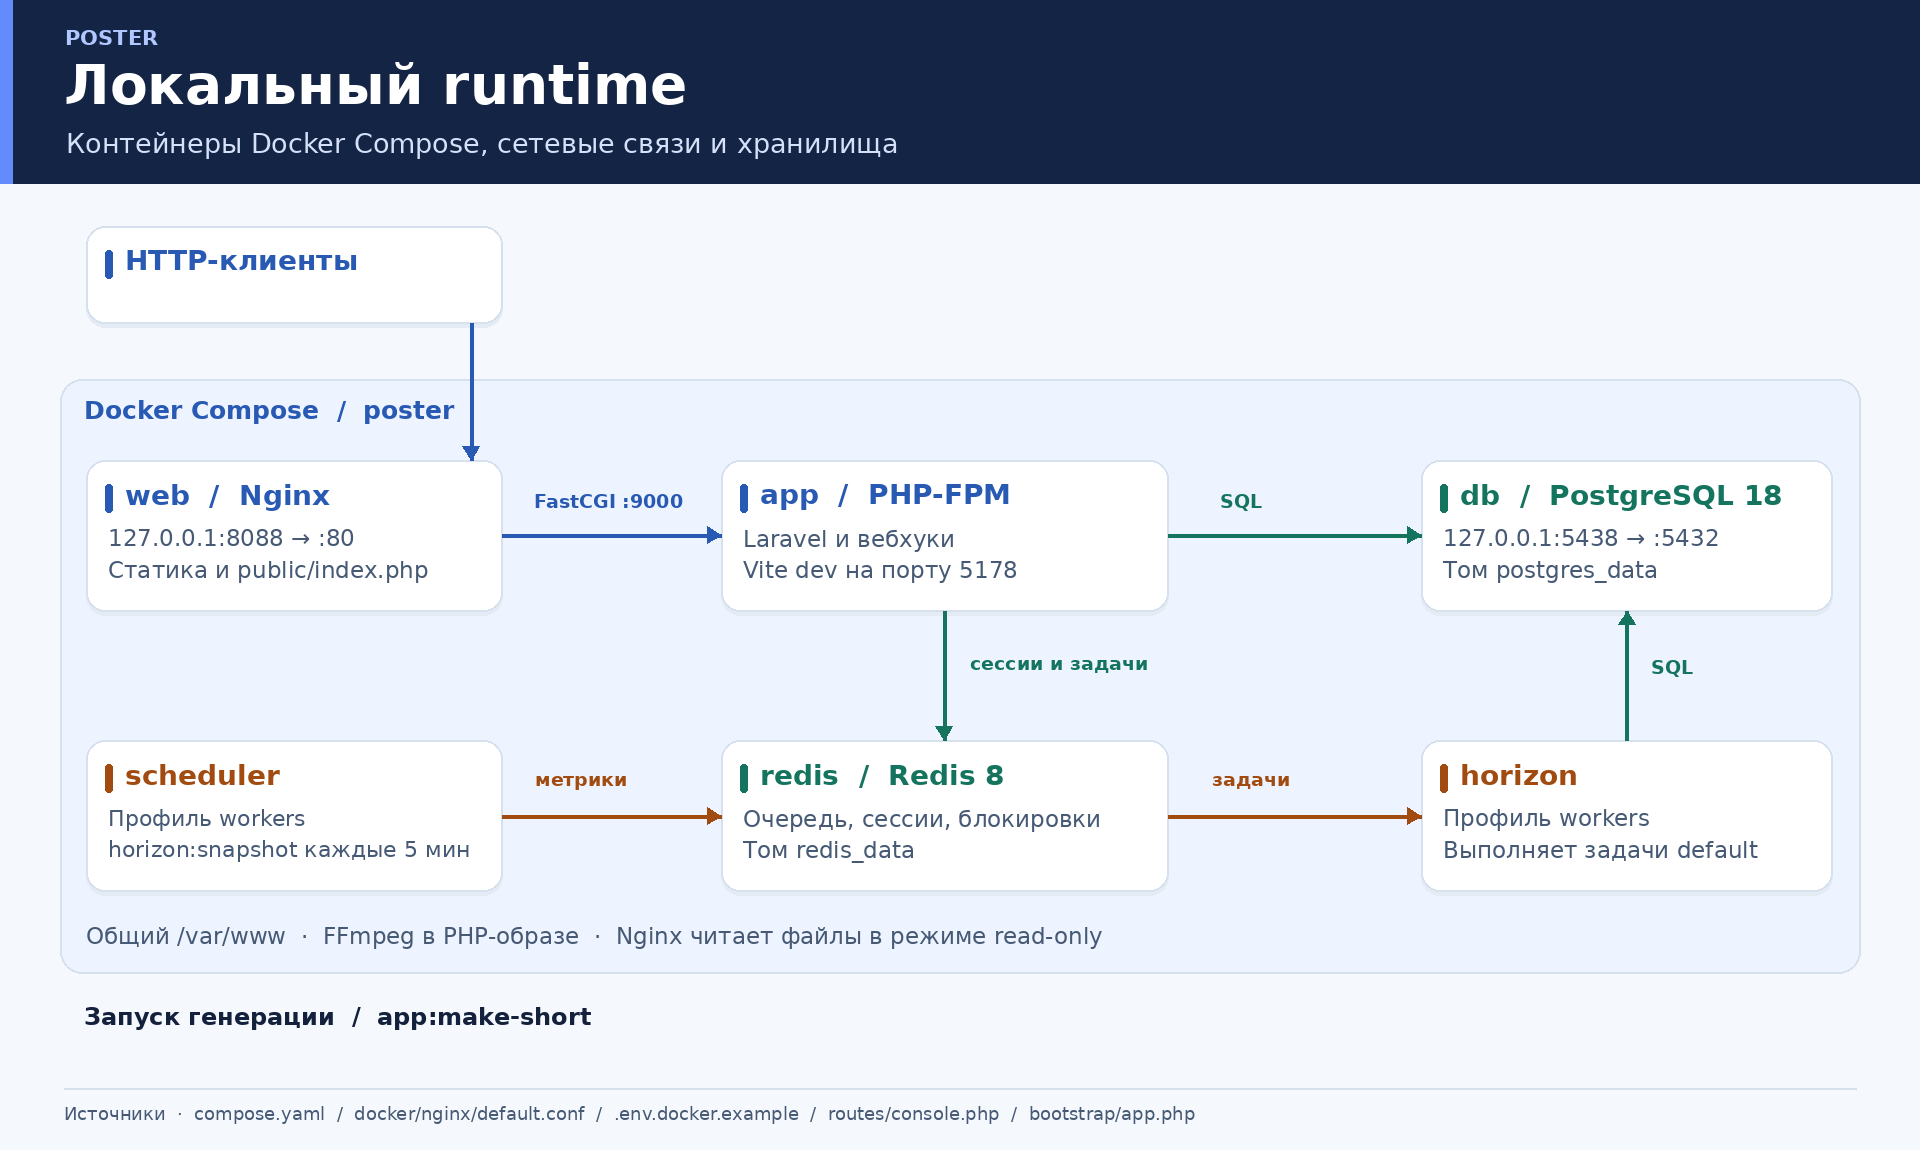 POSTER
Локальный runtime
Контейнеры Docker Compose, сетевые связи и хранилища
HTTP-клиенты
Docker Compose / poster
web / Nginx
127.0.0.1:8088 → :80
Статика и public/index.php
FastCGI :9000
app / PHP-FPM
Laravel и вебхуки
Vite dev на порту 5178
SQL
db / PostgreSQL 18
127.0.0.1:5438 → :5432
Том postgres_data
сессии и задачи
SQL
scheduler
Профиль workers
horizon:snapshot каждые 5 мин
метрики
redis / Redis 8
Очередь, сессии, блокировки
Том redis_data
задачи
horizon
Профиль workers
Выполняет задачи default
Общий /var/www · FFmpeg в PHP-образе · Nginx читает файлы в режиме read-only
Запуск генерации / app:make-short
Источники · compose.yaml / docker/nginx/default.conf / .env.docker.example / routes/console.php / bootstrap/app.php